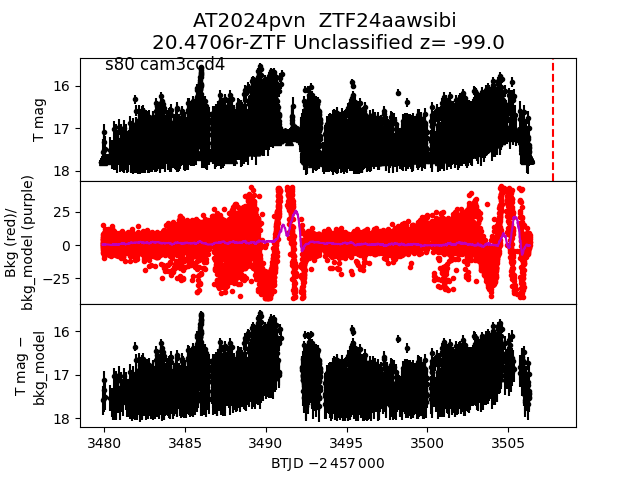 AT2024pvn  ZTF24aawsibi
20.4706r-ZTF Unclassified z= -99.0
s80 cam3ccd4
T mag
16
17
18
Bkg (red)/
bkg_model (purple)
25
0
−25
T mag −
bkg_model
16
17
18
3480 3485 3490 3495 3500 3505
BTJD −2 457 000